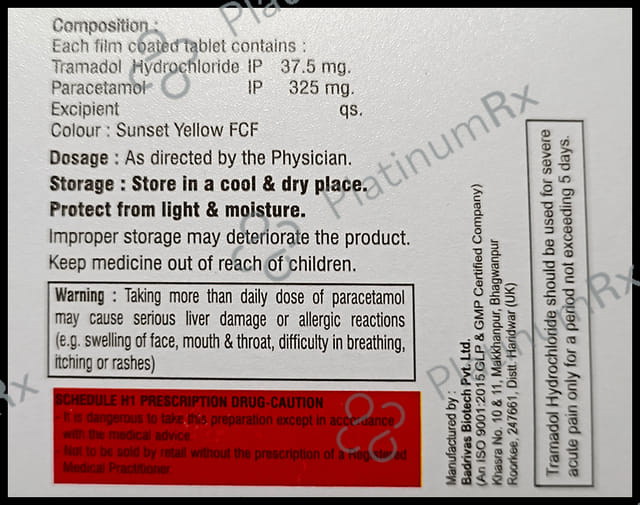 Composition :
Each film coated tablet contains :
Tramadol Hydrochloride IP 37.5 mg.
Paracetamol IP 325 mg.
Excipient qs.
Colour : Sunset Yellow FCF
Dosage : As directed by the Physician.
Storage : Store in a cool & dry place.
Protect from light & moisture.
Improper storage may deteriorate the product.
Keep medicine out of reach of children.
Warning : Taking more than daily dose of paracetamol
may cause serious liver damage or allergic reactions
(e.g. swelling of face, mouth & throat, difficulty in breathing,
itching or rashes)
SCHEDULE H1 PRESCRIPTION DRUG-CAUTION
- It is dangerous to take this preparation except in accordance
with the medical advice.
- Not to be sold by retail without the prescription of a Registered
Medical Practitioner.
Manufactured by :
Badrivas Biotech Pvt. Ltd.
(An ISO 9001:2015,GLP & GMP Certified Company)
Khasra No. 10 & 11, Makkhanpur, Bhagwanpur
Roorkee, 247661, Distt. Haridwar (UK)
Tramadol Hydrochloride should be used for severe
acute pain only for a period not exceeding 5 days.
PlatinumRx
PlatinumRx
PlatinumRx
Rx